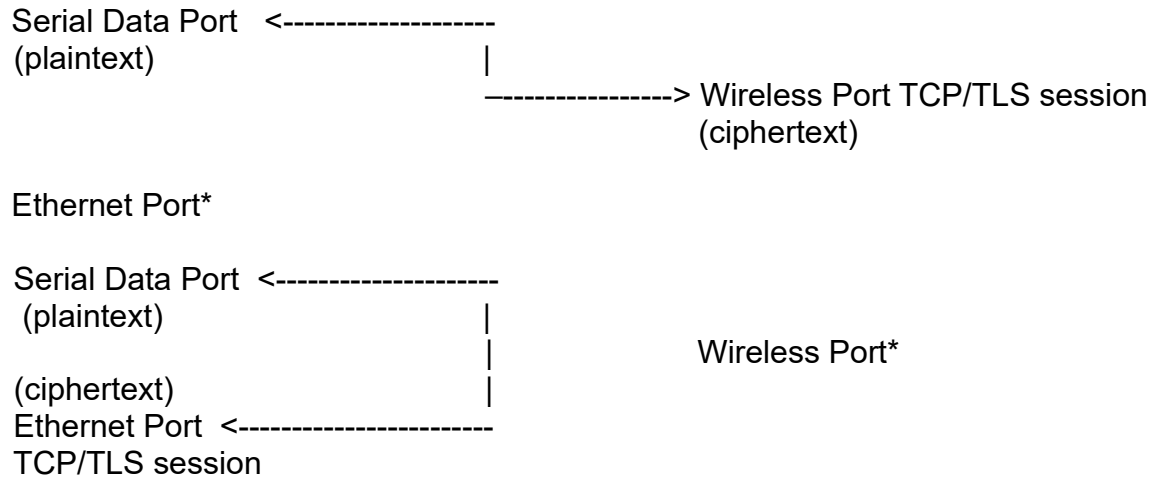 Serial Data Port <--------------------
(plaintext) |
–----------------> Wireless Port TCP/TLS session
(ciphertext)
Ethernet Port*
Serial Data Port <---------------------
(plaintext) |
| Wireless Port*
(ciphertext) |
Ethernet Port <------------------------
TCP/TLS session